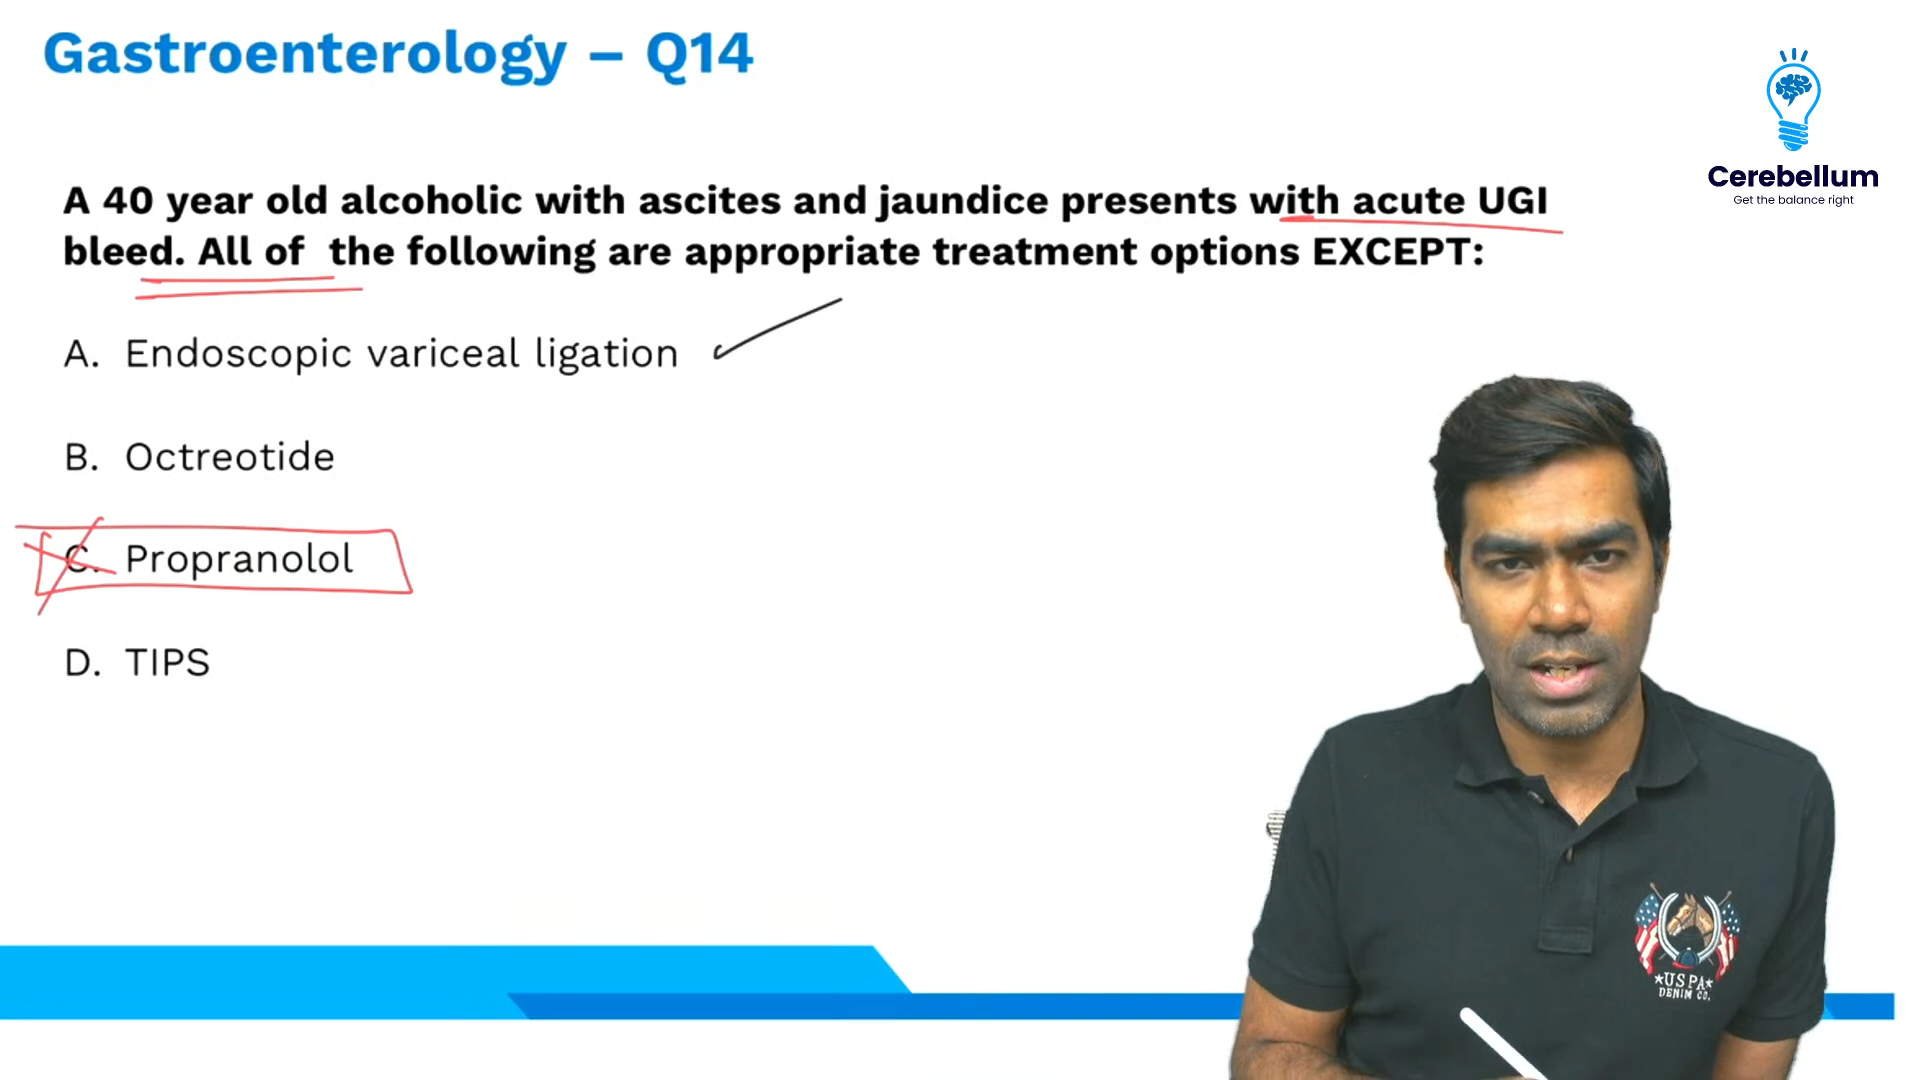 Gastroenterology – Q14
Cerebellum
Get the balance right
A 40 year old alcoholic with ascites and jaundice presents with acute UGI
bleed. All of the following are appropriate treatment options EXCEPT:
A. Endoscopic variceal ligation
B. Octreotide
C. Propranolol
D. TIPS
USPA
DENIM CO.